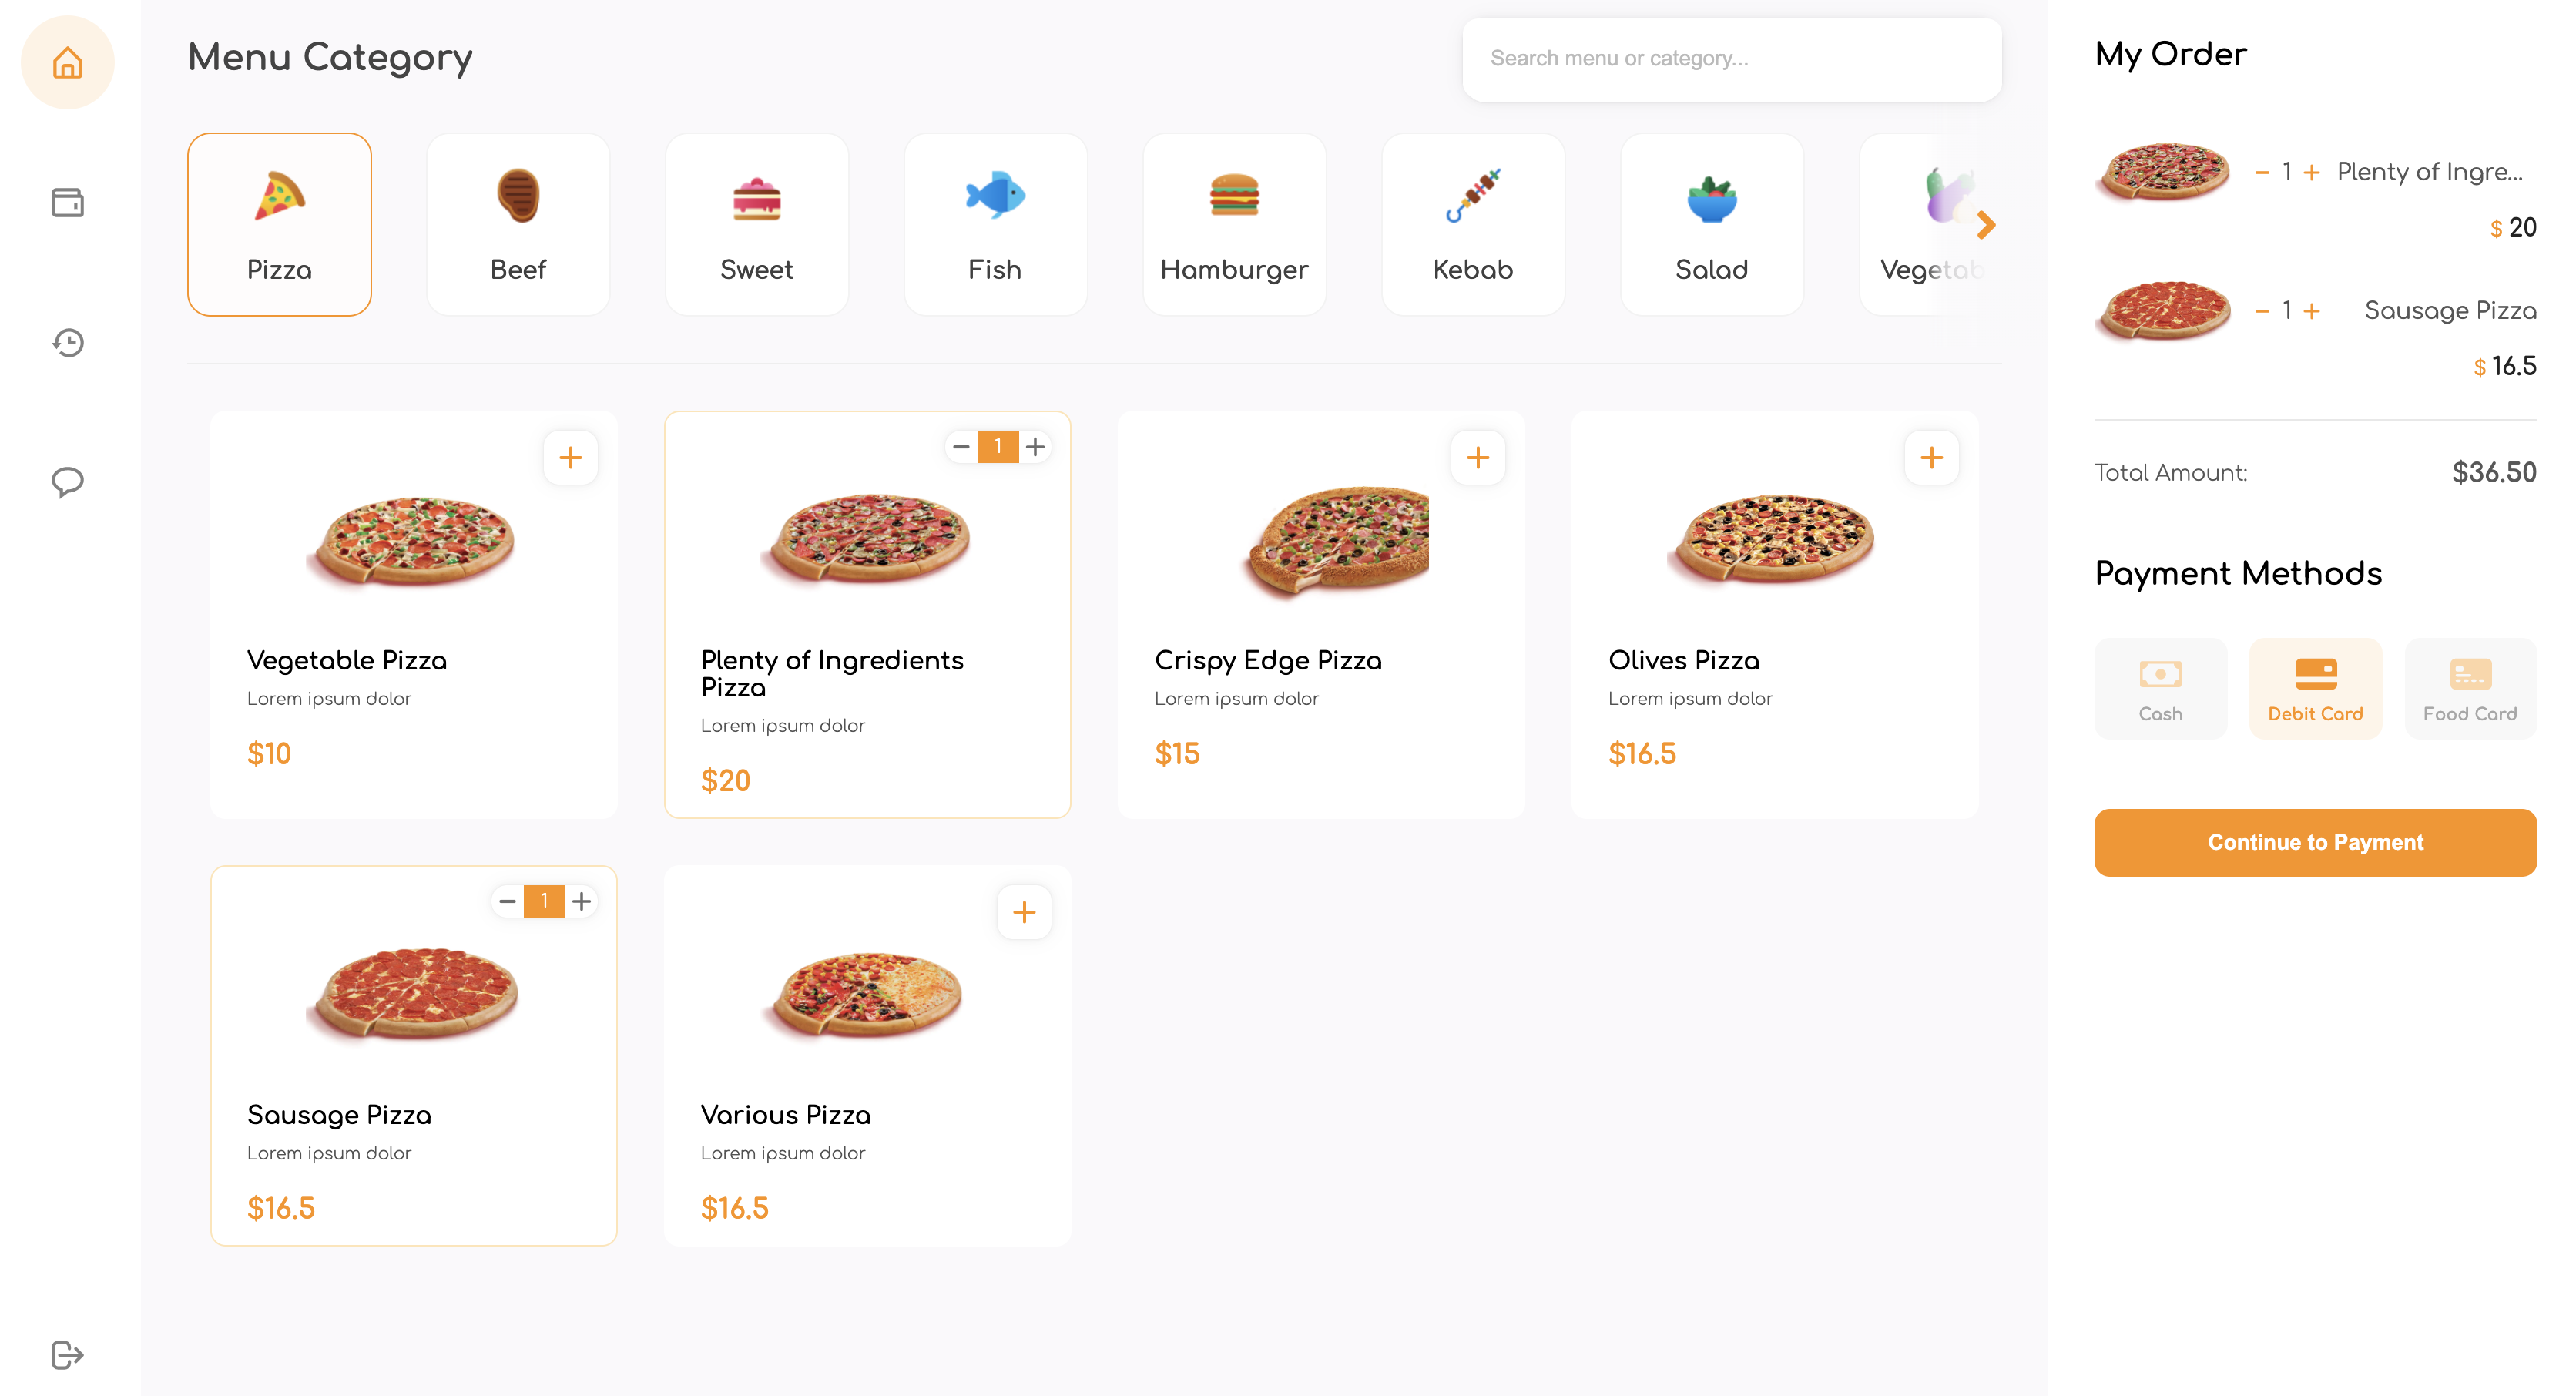 Menu Category
Search menu or category...
Pizza
Beef
Sweet
Fish
Hamburger
Kebab
Salad
Vegetab
1
Vegetable Pizza
Lorem ipsum dolor
$10
Plenty of Ingredients
Pizza
Lorem ipsum dolor
$20
Crispy Edge Pizza
Lorem ipsum dolor
$15
Olives Pizza
Lorem ipsum dolor
$16.5
1
Sausage Pizza
Lorem ipsum dolor
$16.5
Various Pizza
Lorem ipsum dolor
$16.5
My Order
1 Plenty of Ingre...
$ 20
1 Sausage Pizza
$ 16.5
Total Amount: $36.50
Payment Methods
Cash
Debit Card
Food Card
Continue to Payment